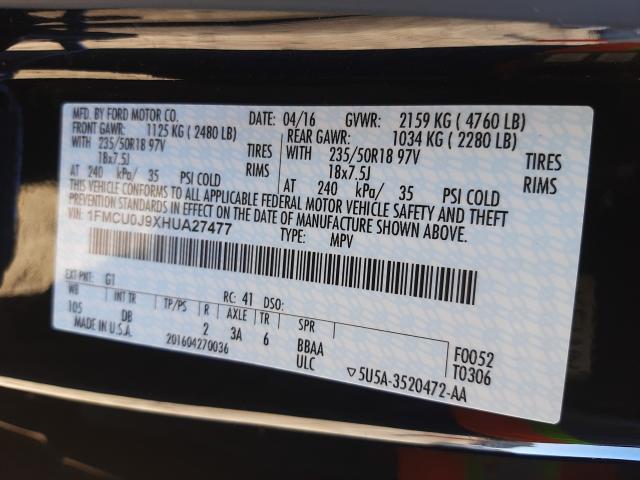 MFD. BY FORD MOTOR CO.
DATE: 04/16 GVWR: 2159 KG ( 4760 LB)
FRONT GAWR: 1125 KG ( 2480 LB)
REAR GAWR: 1034 KG ( 2280 LB)
WITH 235/50R18 97V TIRES
WITH 235/50R18 97V TIRES
18x7.5J RIMS
18x7.5J RIMS
AT 240 kPa/ 35 PSI COLD
AT 240 kPa/ 35 PSI COLD
THIS VEHICLE CONFORMS TO ALL APPLICABLE FEDERAL MOTOR VEHICLE SAFETY AND THEFT
PREVENTION STANDARDS IN EFFECT ON THE DATE OF MANUFACTURE SHOWN ABOVE.
VIN: 1FMCU0J9XHUA27477
TYPE: MPV
EXT PNT: G1 RC: 41 DSO:
WB INT TR TP/PS R AXLE TR SPR
105 DB 2 3A 6 BBAA F0052
MADE IN U.S.A. 201604270036 ULC T0306
▽5U5A-3520472-AA